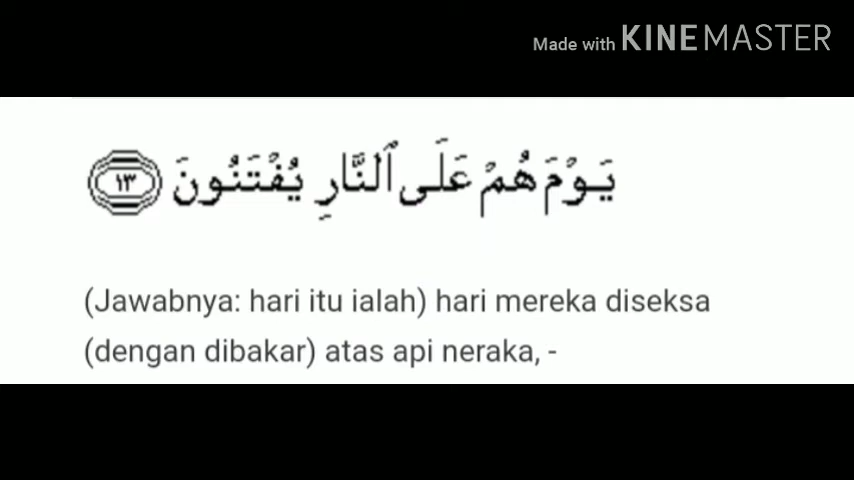 Made with KINEMASTER
يَوْمَ هُمْ عَلَى ٱلنَّارِ يُفْتَنُونَ ١٣
(Jawabnya: hari itu ialah) hari mereka diseksa
(dengan dibakar) atas api neraka, -